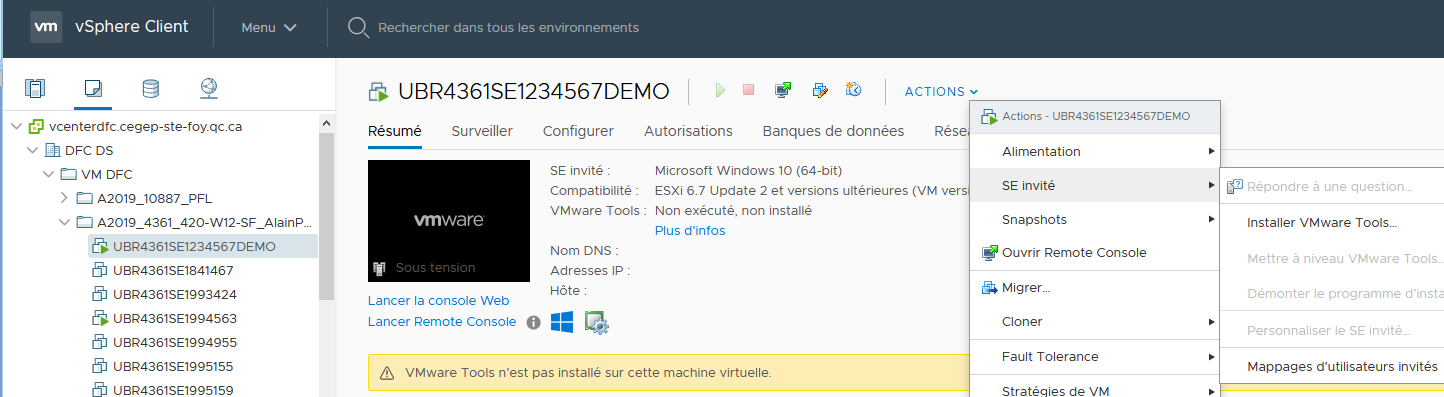 vm vSphere Client Menu Rechercher dans tous les environnements
UBR4361SE1234567DEMO ACTIONS
Résumé Surveiller Configurer Autorisations Banques de données
vcenterdfc.cegep-ste-foy.qc.ca
DFC DS
VM DFC
A2019_10887_PFL
A2019_4361_420-W12-SF_AlainP...
UBR4361SE1234567DEMO
UBR4361SE1841467
UBR4361SE1993424
UBR4361SE1994563
UBR4361SE1994955
UBR4361SE1995155
UBR4361SE1995159
vmware
Sous tension
Lancer la console Web
Lancer Remote Console
SE invité : Microsoft Windows 10 (64-bit)
Compatibilité : ESXi 6.7 Update 2 et versions ultérieures (VM versi
VMware Tools : Non exécuté, non installé
Plus d'infos
Nom DNS :
Adresses IP :
Hôte :
VMware Tools n'est pas installé sur cette machine virtuelle.
Actions - UBR4361SE1234567DEMO
Alimentation
SE invité
Snapshots
Ouvrir Remote Console
Migrer...
Cloner
Fault Tolerance
Stratégies de VM
Répondre à une question...
Installer VMware Tools...
Mettre à niveau VMware Tools...
Démonter le programme d'insta
Personnaliser le SE invité...
Mappages d'utilisateurs invités